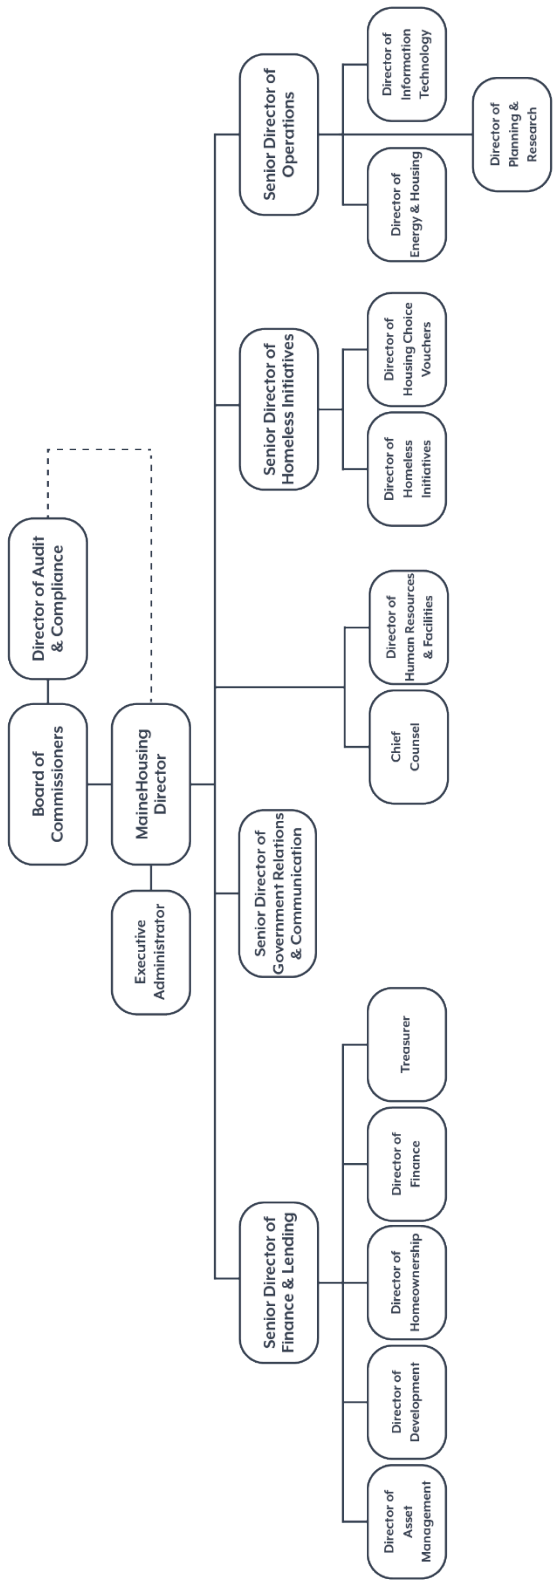 Board of
Commissioners
Director of Audit
& Compliance
Executive
Administrator
MaineHousing
Director
Senior Director of
Finance & Lending
Senior Director of
Government Relations
& Communication
Senior Director of
Homeless Initiatives
Senior Director of
Operations
Director of
Asset
Management
Director of
Development
Director of
Homeownership
Director of
Finance
Treasurer
Chief
Counsel
Director of
Human Resources
& Facilities
Director of
Homeless
Initiatives
Director of
Housing Choice
Vouchers
Director of
Energy & Housing
Director of
Information
Technology
Director of
Planning &
Research